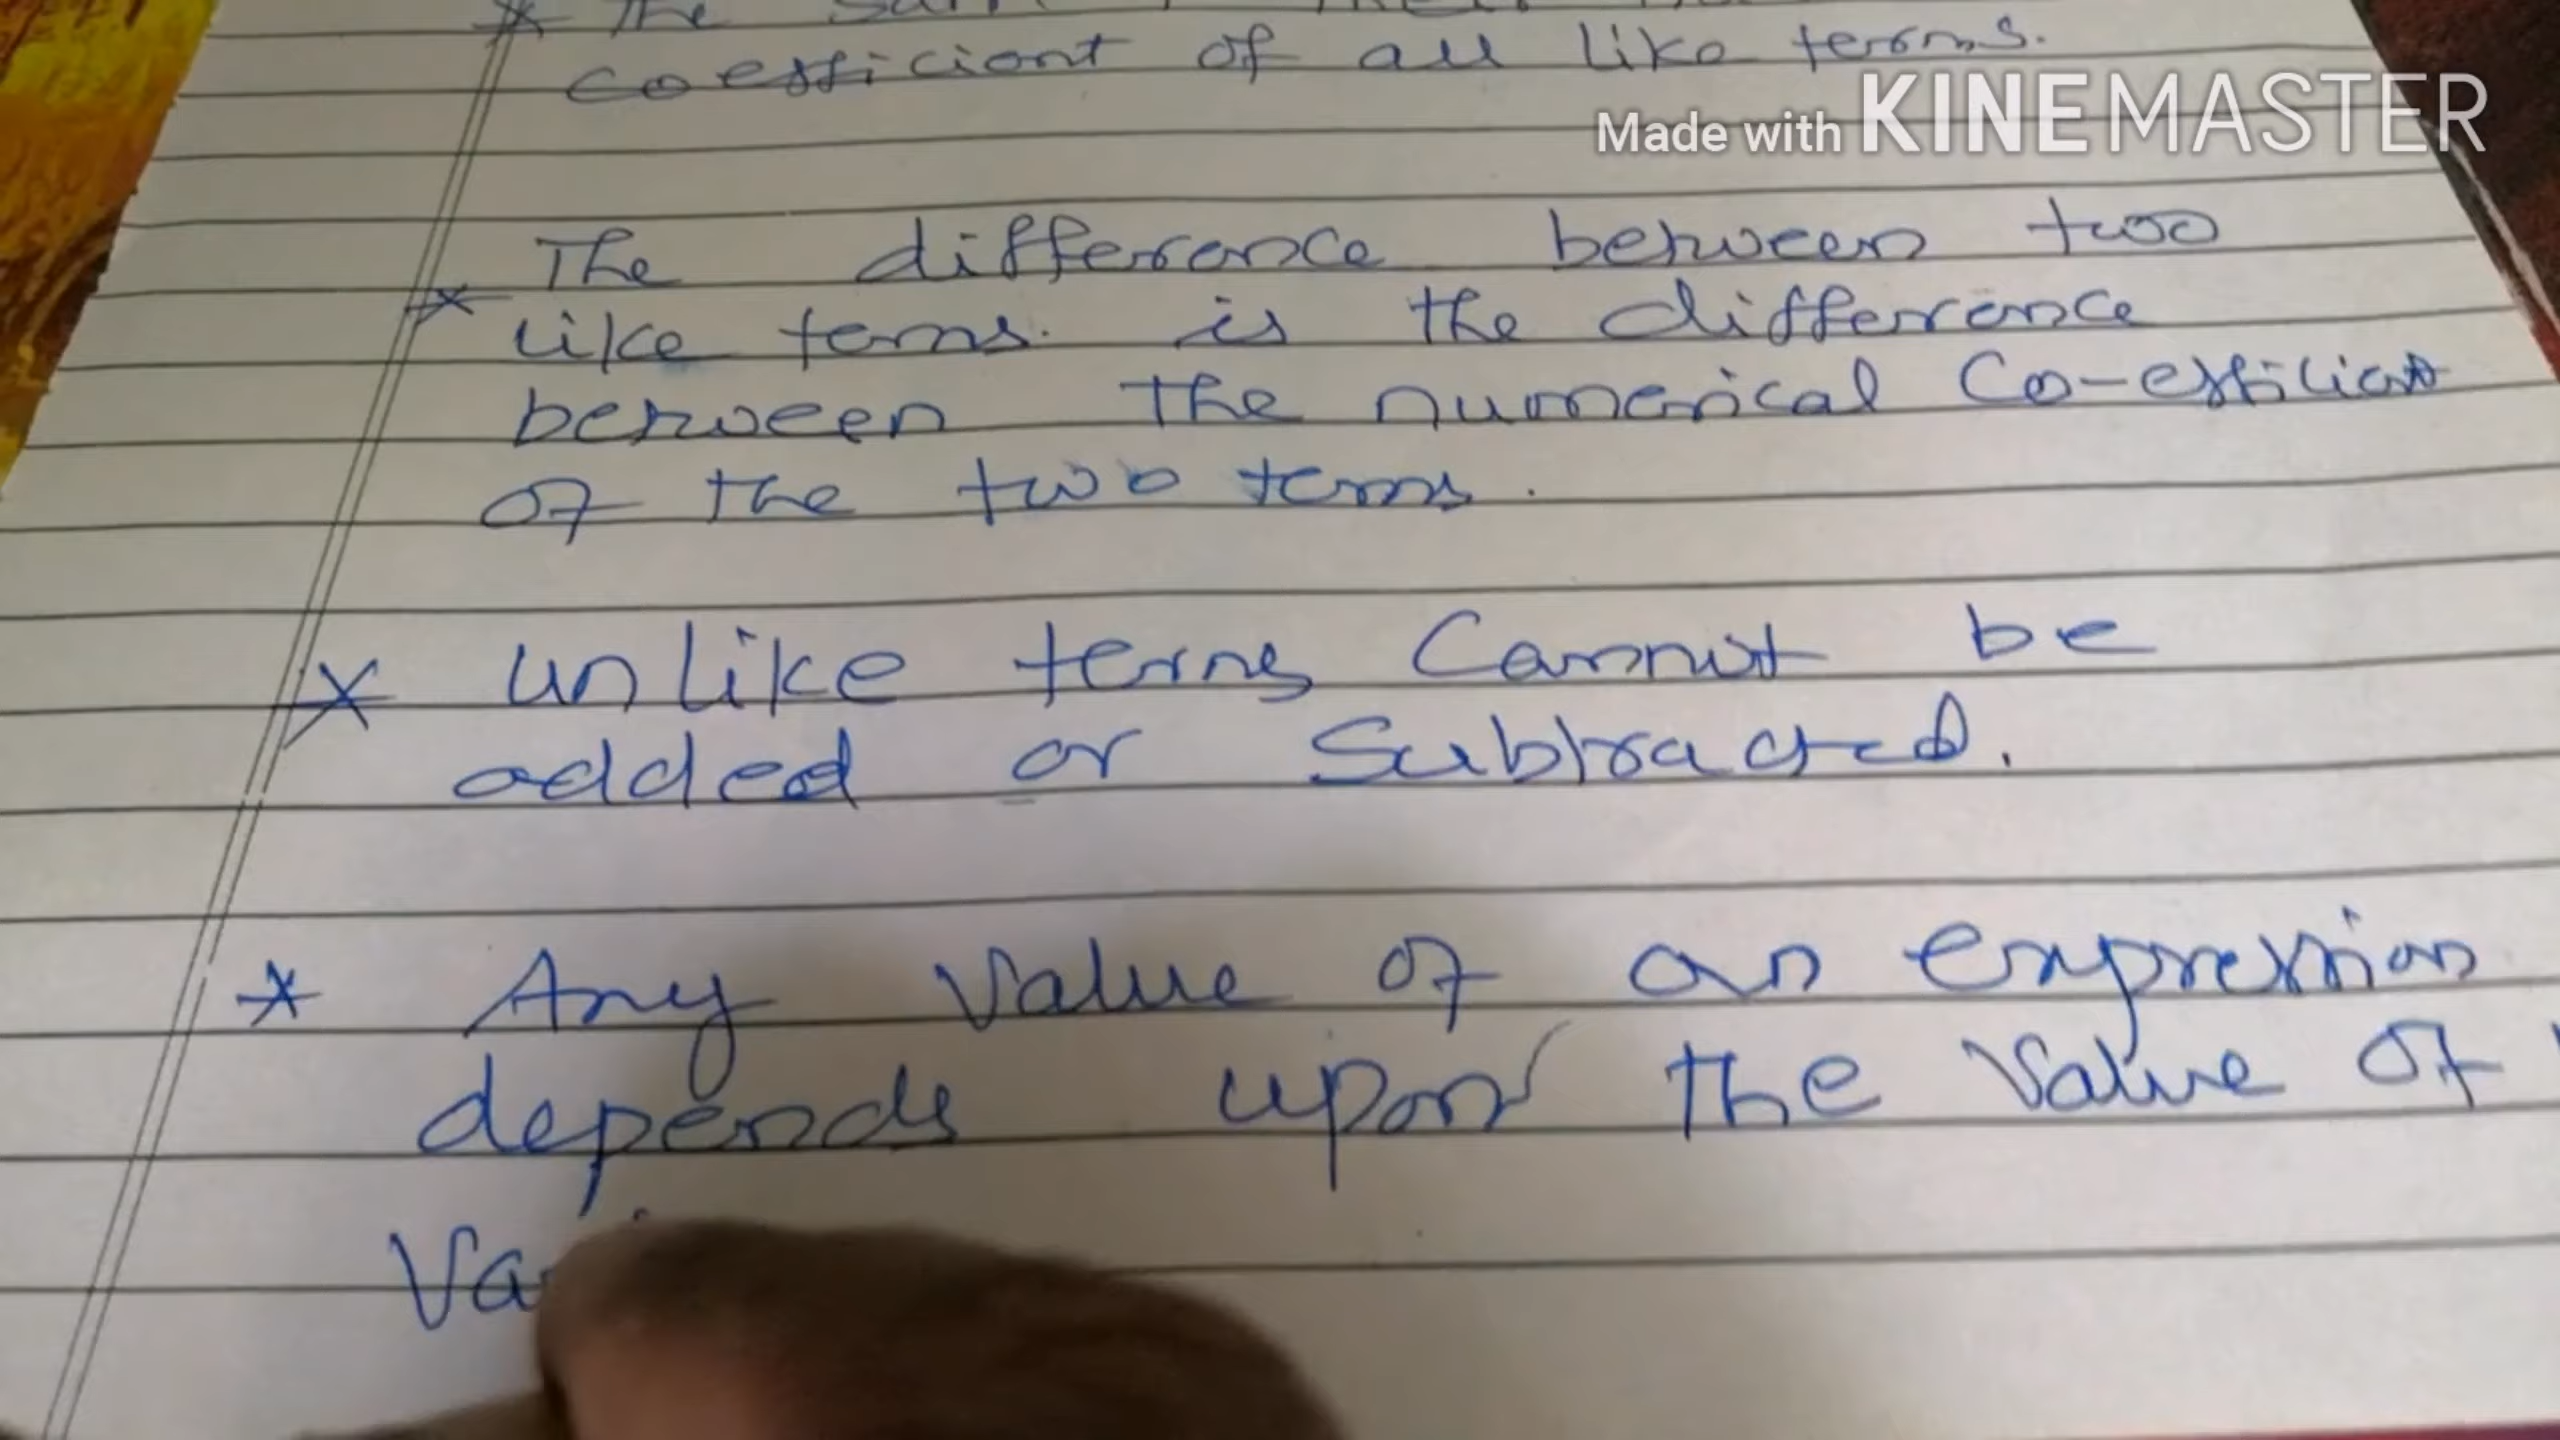 * The
coefficient of all like terms.
Made with KINEMASTER
The difference between two
* like terms. is the difference
between the numerical Co-efficient
of the two terms.
* unlike terms Cannot be
added or Subtracted.
* Any Value of an expression
depends upon the Value of